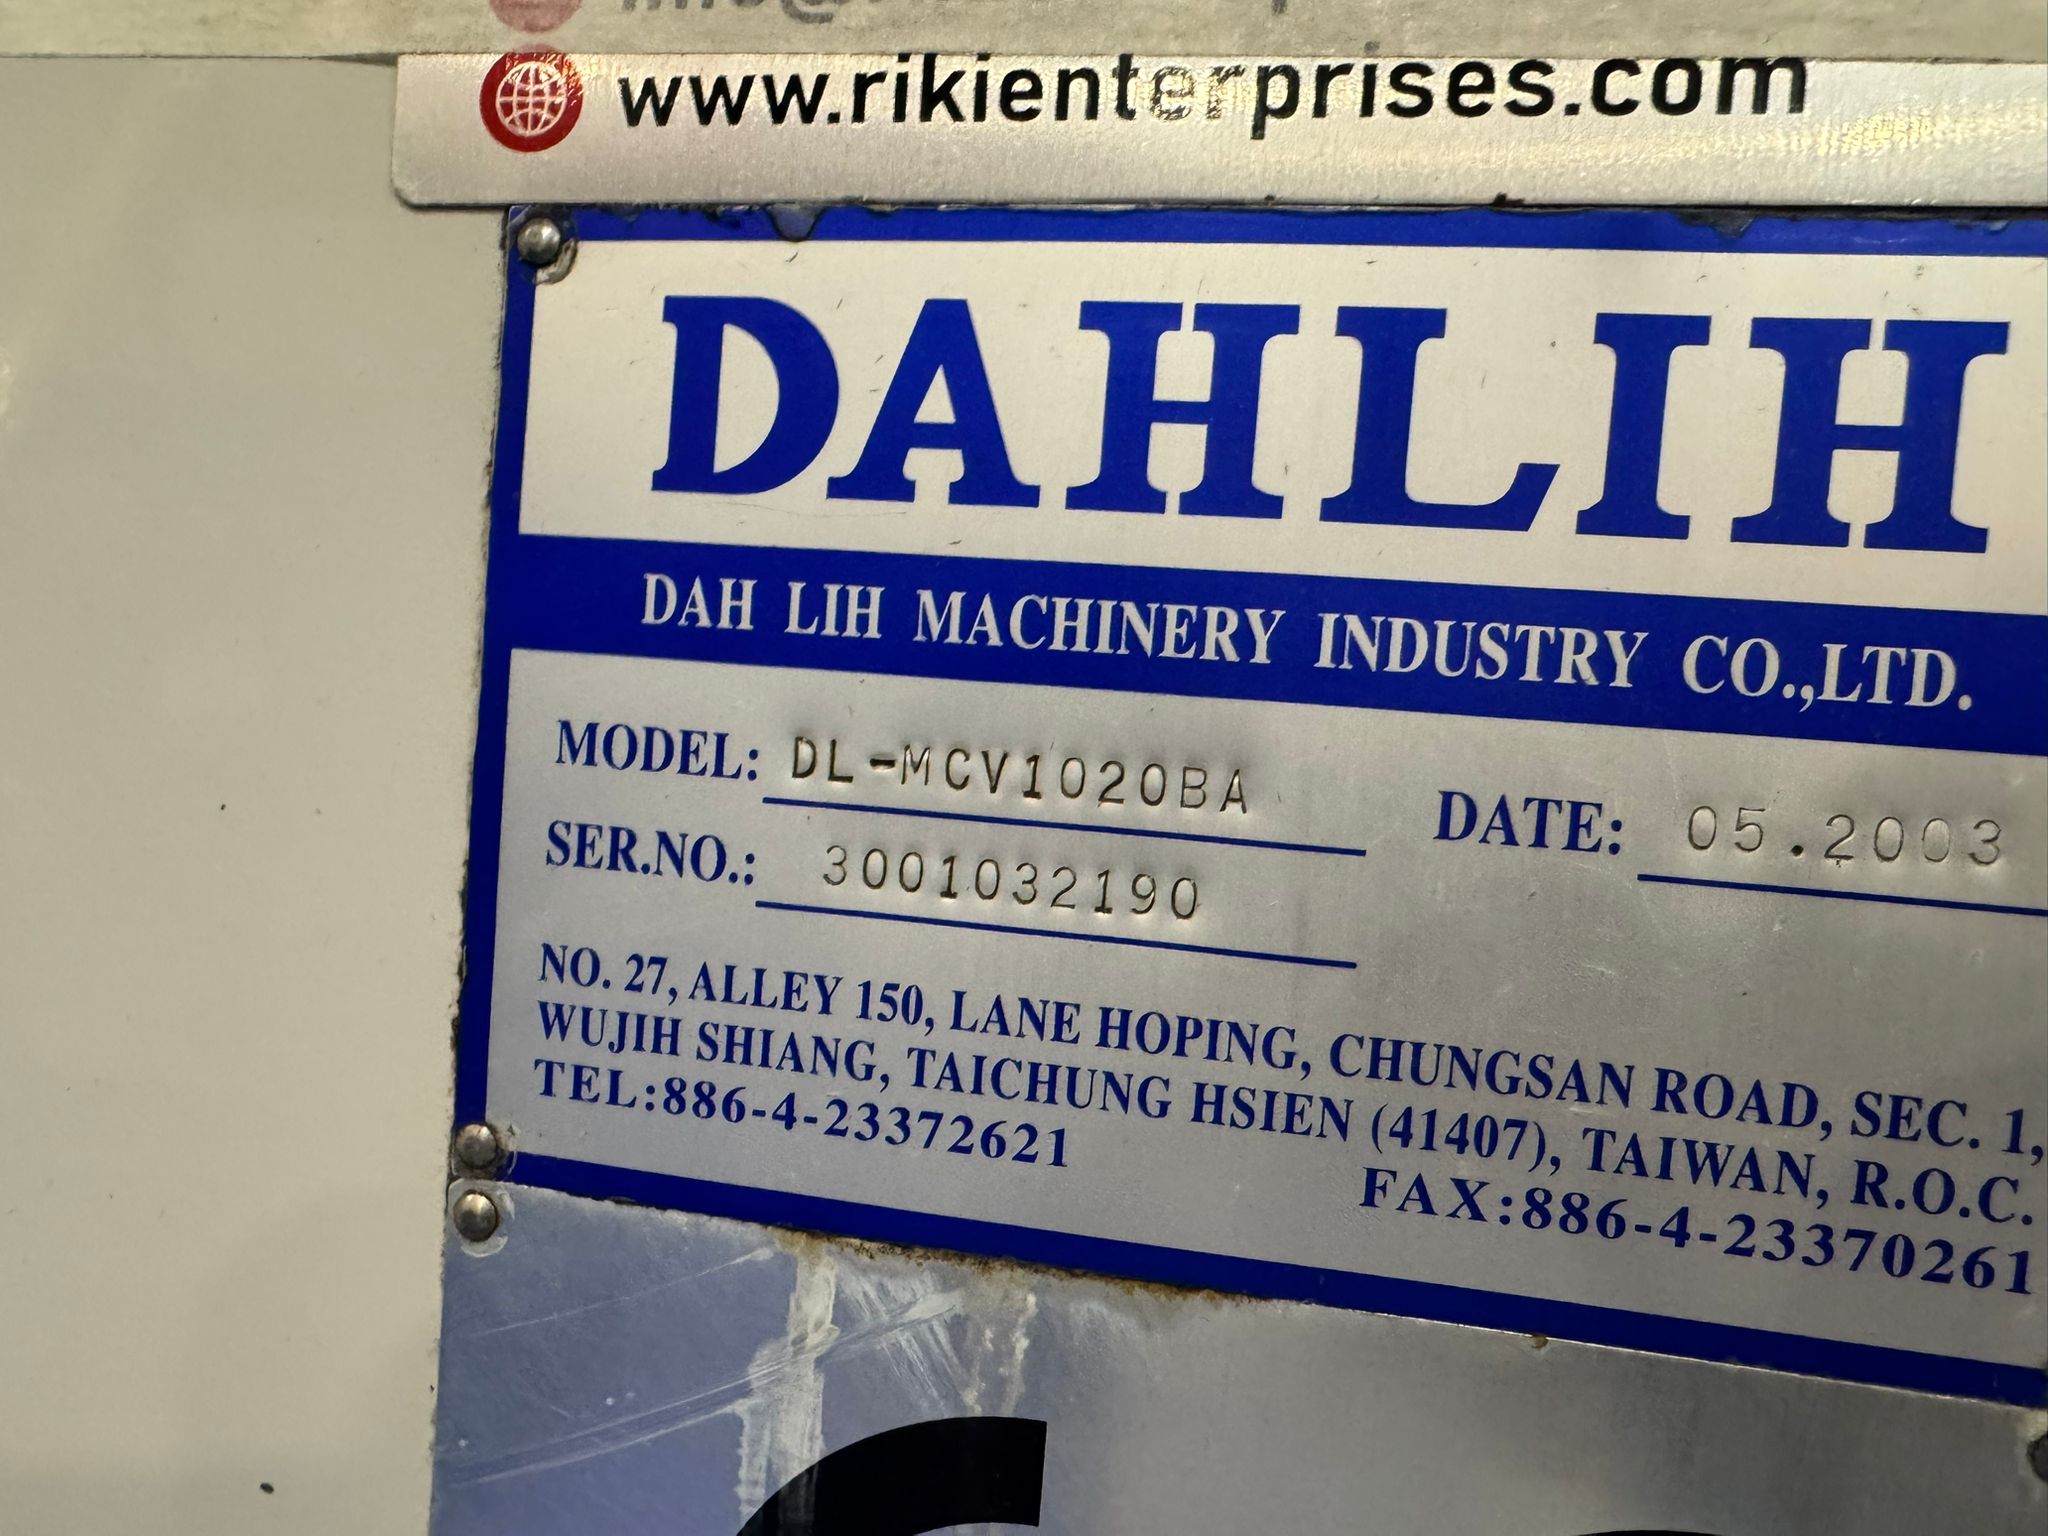 www.rikienterprises.com
DAHLIH
DAH LIH MACHINERY INDUSTRY CO.,LTD.
MODEL: DL-MCV1020BA DATE: 05.2003
SER.NO.: 3001032190
NO. 27, ALLEY 150, LANE HOPING, CHUNGSAN ROAD, SEC. 1,
WUJIH SHIANG, TAICHUNG HSIEN (41407), TAIWAN, R.O.C.
TEL:886-4-23372621 FAX:886-4-23370261